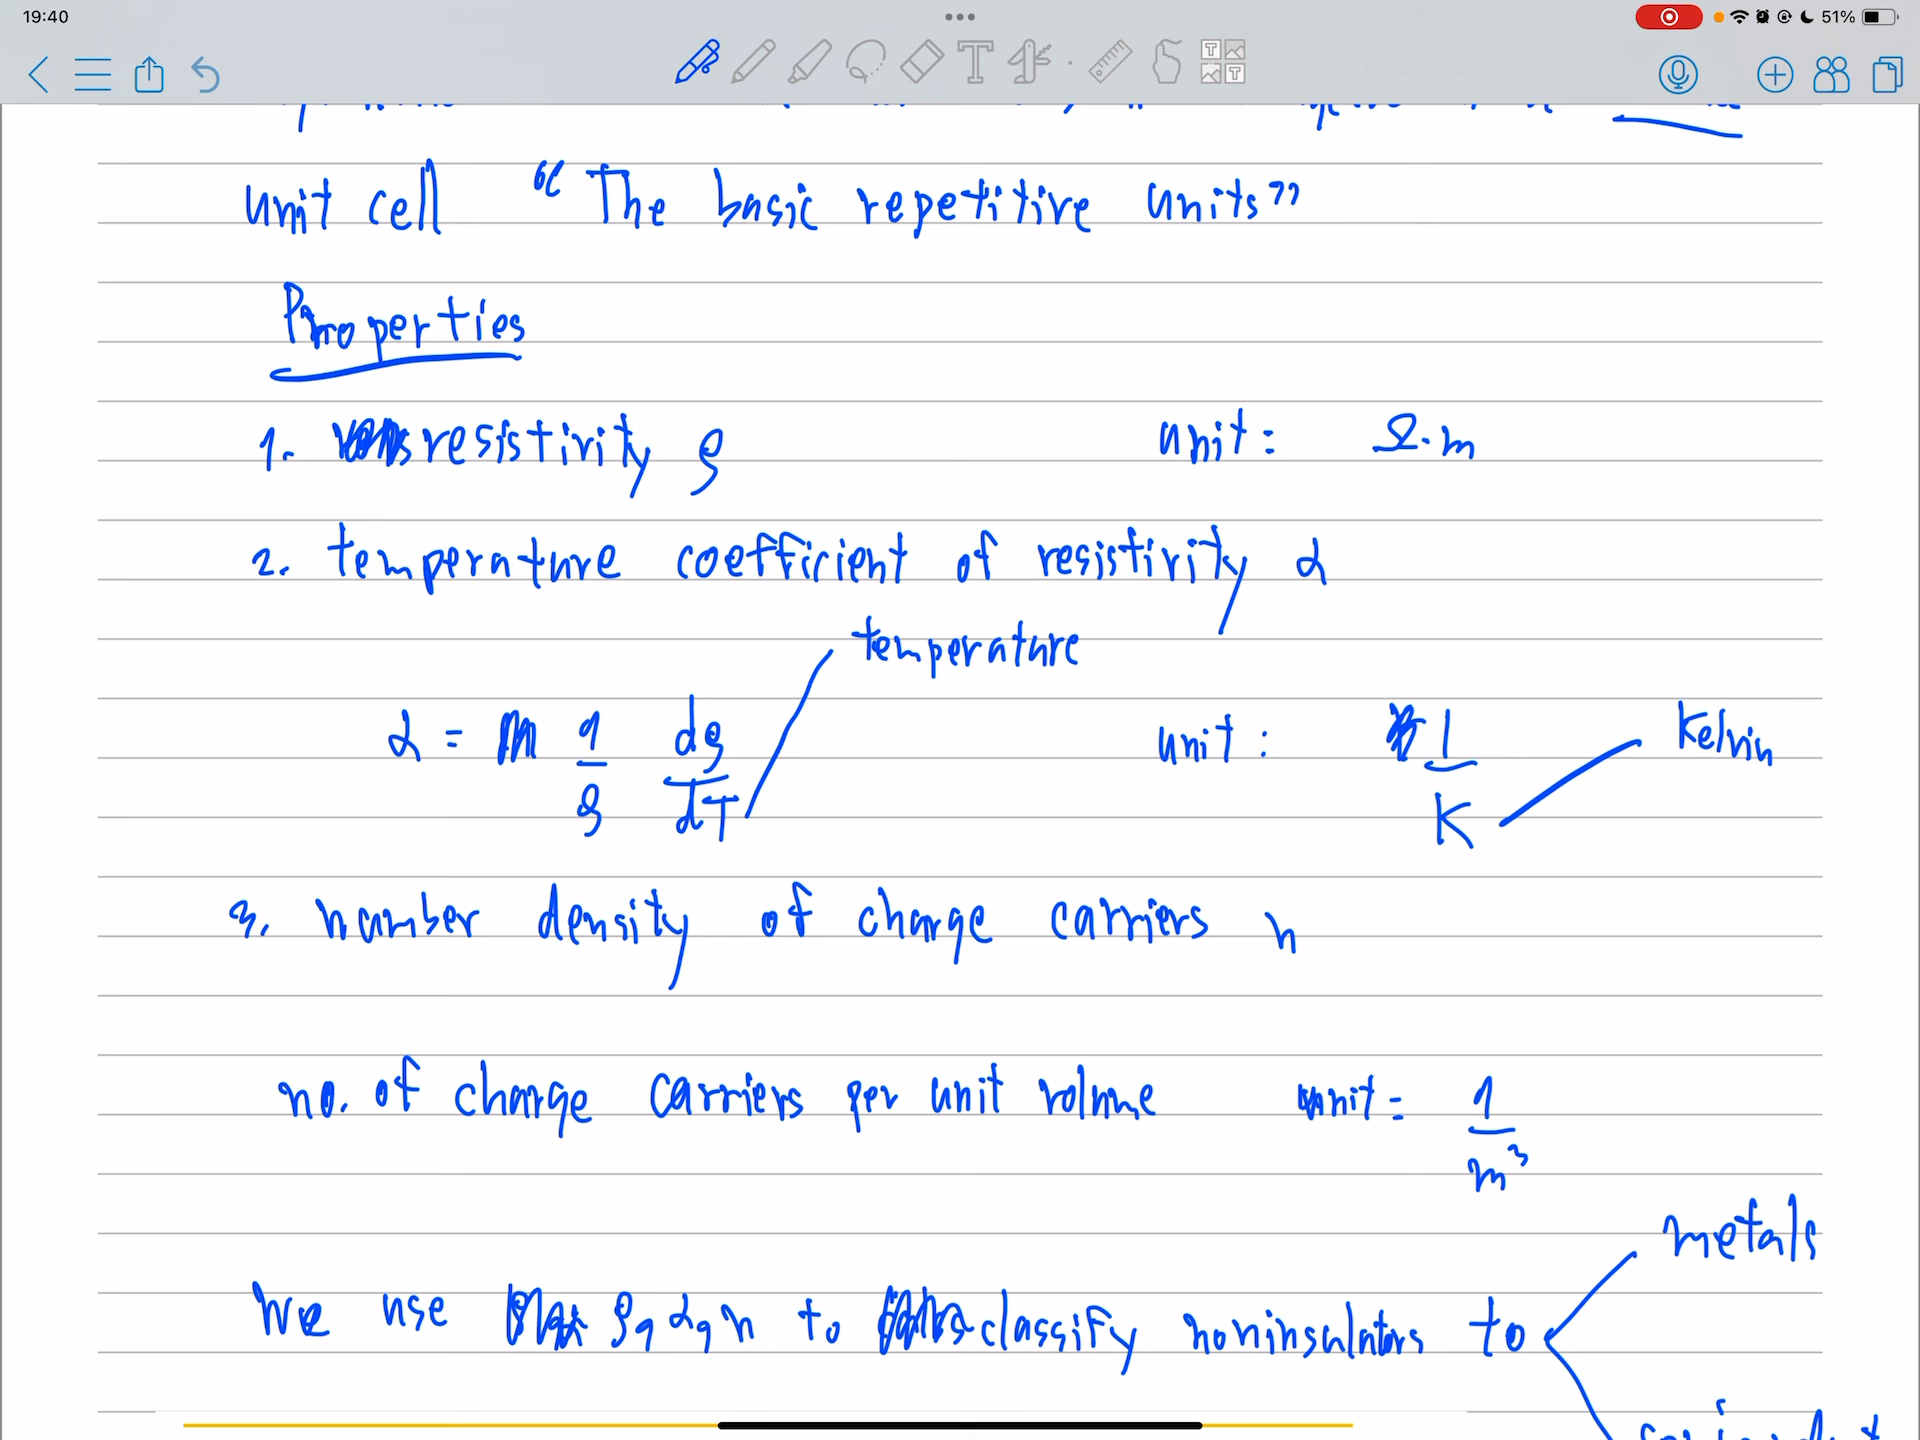 19:40
51%
unit cell "The basic repetitive units"
Properties
1. resistivity ρ unit: Ω·m
2. temperature coefficient of resistivity α
temperature
α = 1/ρ dρ/dT unit: 1/K Kelvin
3. number density of charge carriers n
no. of charge carriers per unit volume unit = 1/m³
metals
We use ρ, α, n to classify noninsulators to